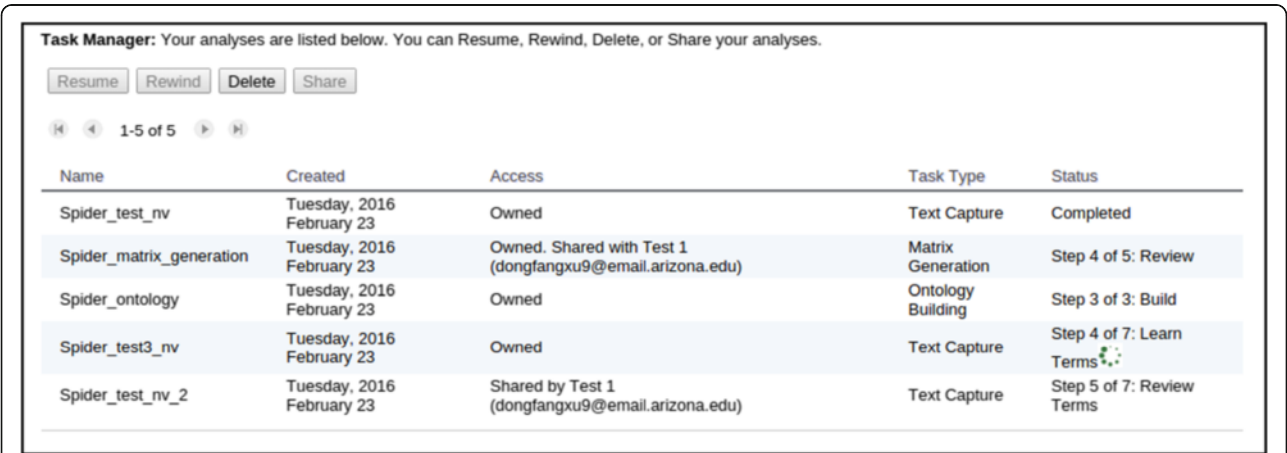 Task Manager: Your analyses are listed below. You can Resume, Rewind, Delete, or Share your analyses.
Resume Rewind Delete Share
1-5 of 5
Name Created Access Task Type Status
Spider_test_nv Tuesday, 2016 February 23 Owned Text Capture Completed
Spider_matrix_generation Tuesday, 2016 February 23 Owned. Shared with Test 1 (dongfangxu9@email.arizona.edu) Matrix Generation Step 4 of 5: Review
Spider_ontology Tuesday, 2016 February 23 Owned Ontology Building Step 3 of 3: Build
Spider_test3_nv Tuesday, 2016 February 23 Owned Text Capture Step 4 of 7: Learn Terms
Spider_test_nv_2 Tuesday, 2016 February 23 Shared by Test 1 (dongfangxu9@email.arizona.edu) Text Capture Step 5 of 7: Review Terms